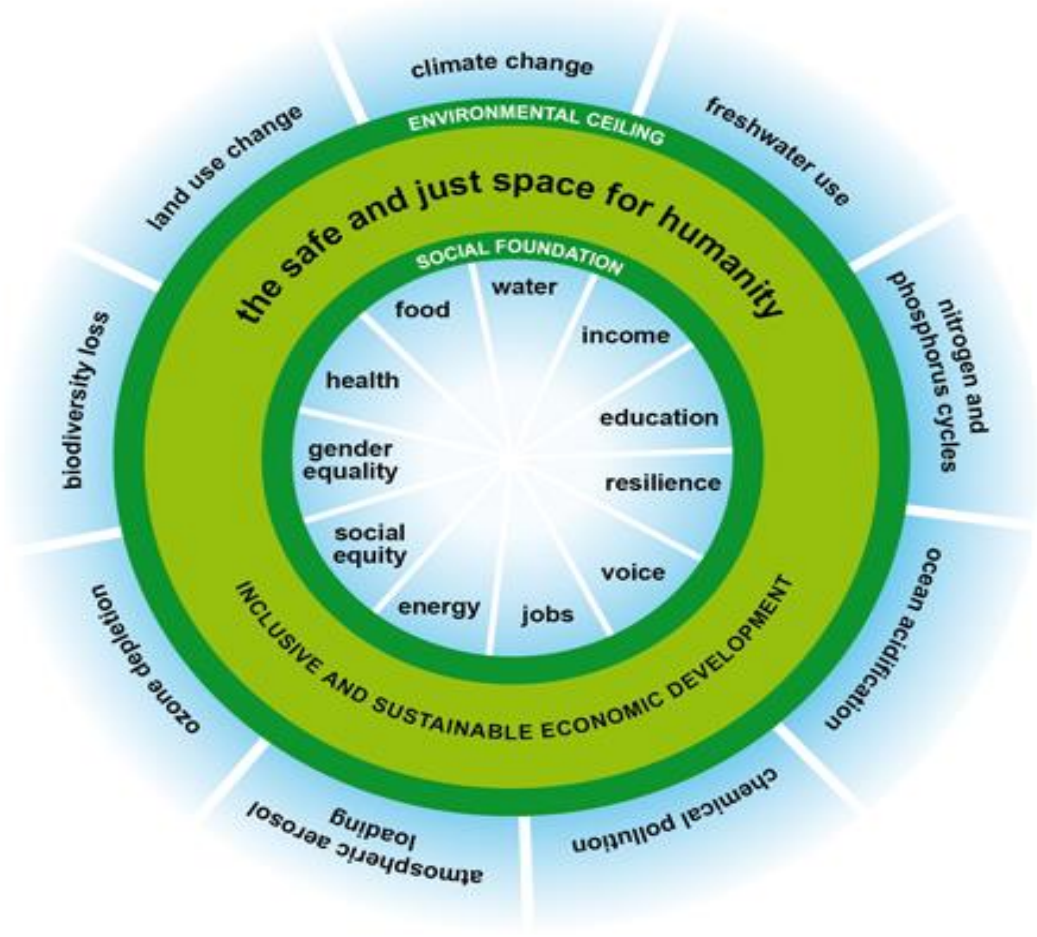 climate change
freshwater use
nitrogen and
phosphorus cycles
ocean acidification
chemical pollution
atmospheric aerosol
loading
ozone depletion
biodiversity loss
land use change
ENVIRONMENTAL CEILING
the safe and just space for humanity
SOCIAL FOUNDATION
water
income
education
resilience
voice
jobs
energy
social
equity
gender
equality
health
food
INCLUSIVE AND SUSTAINABLE ECONOMIC DEVELOPMENT